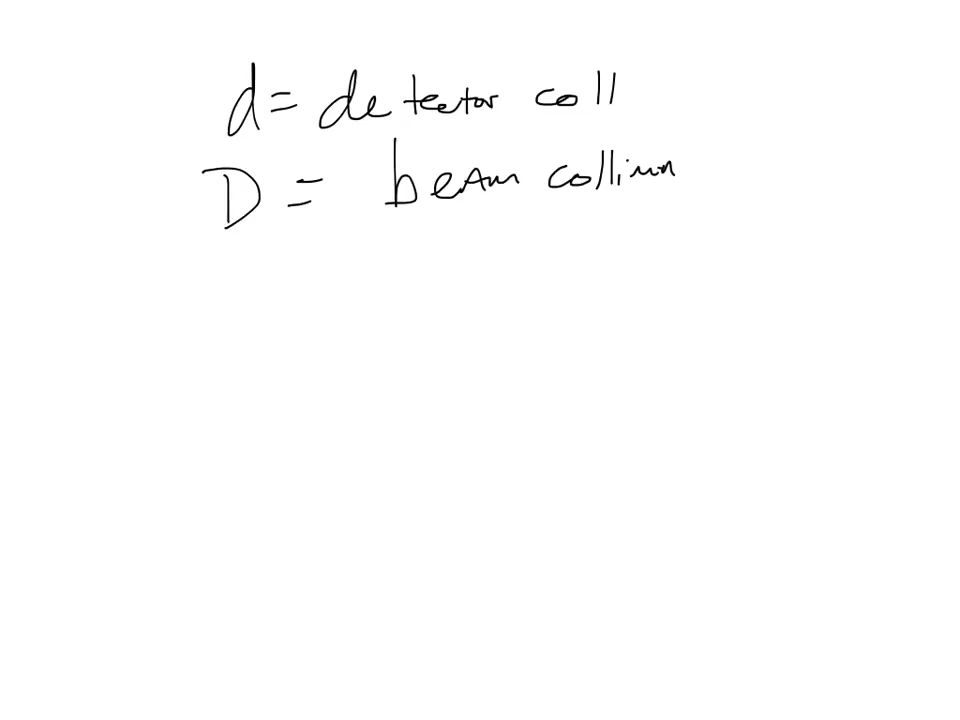 d = detector coll
D = beam collim